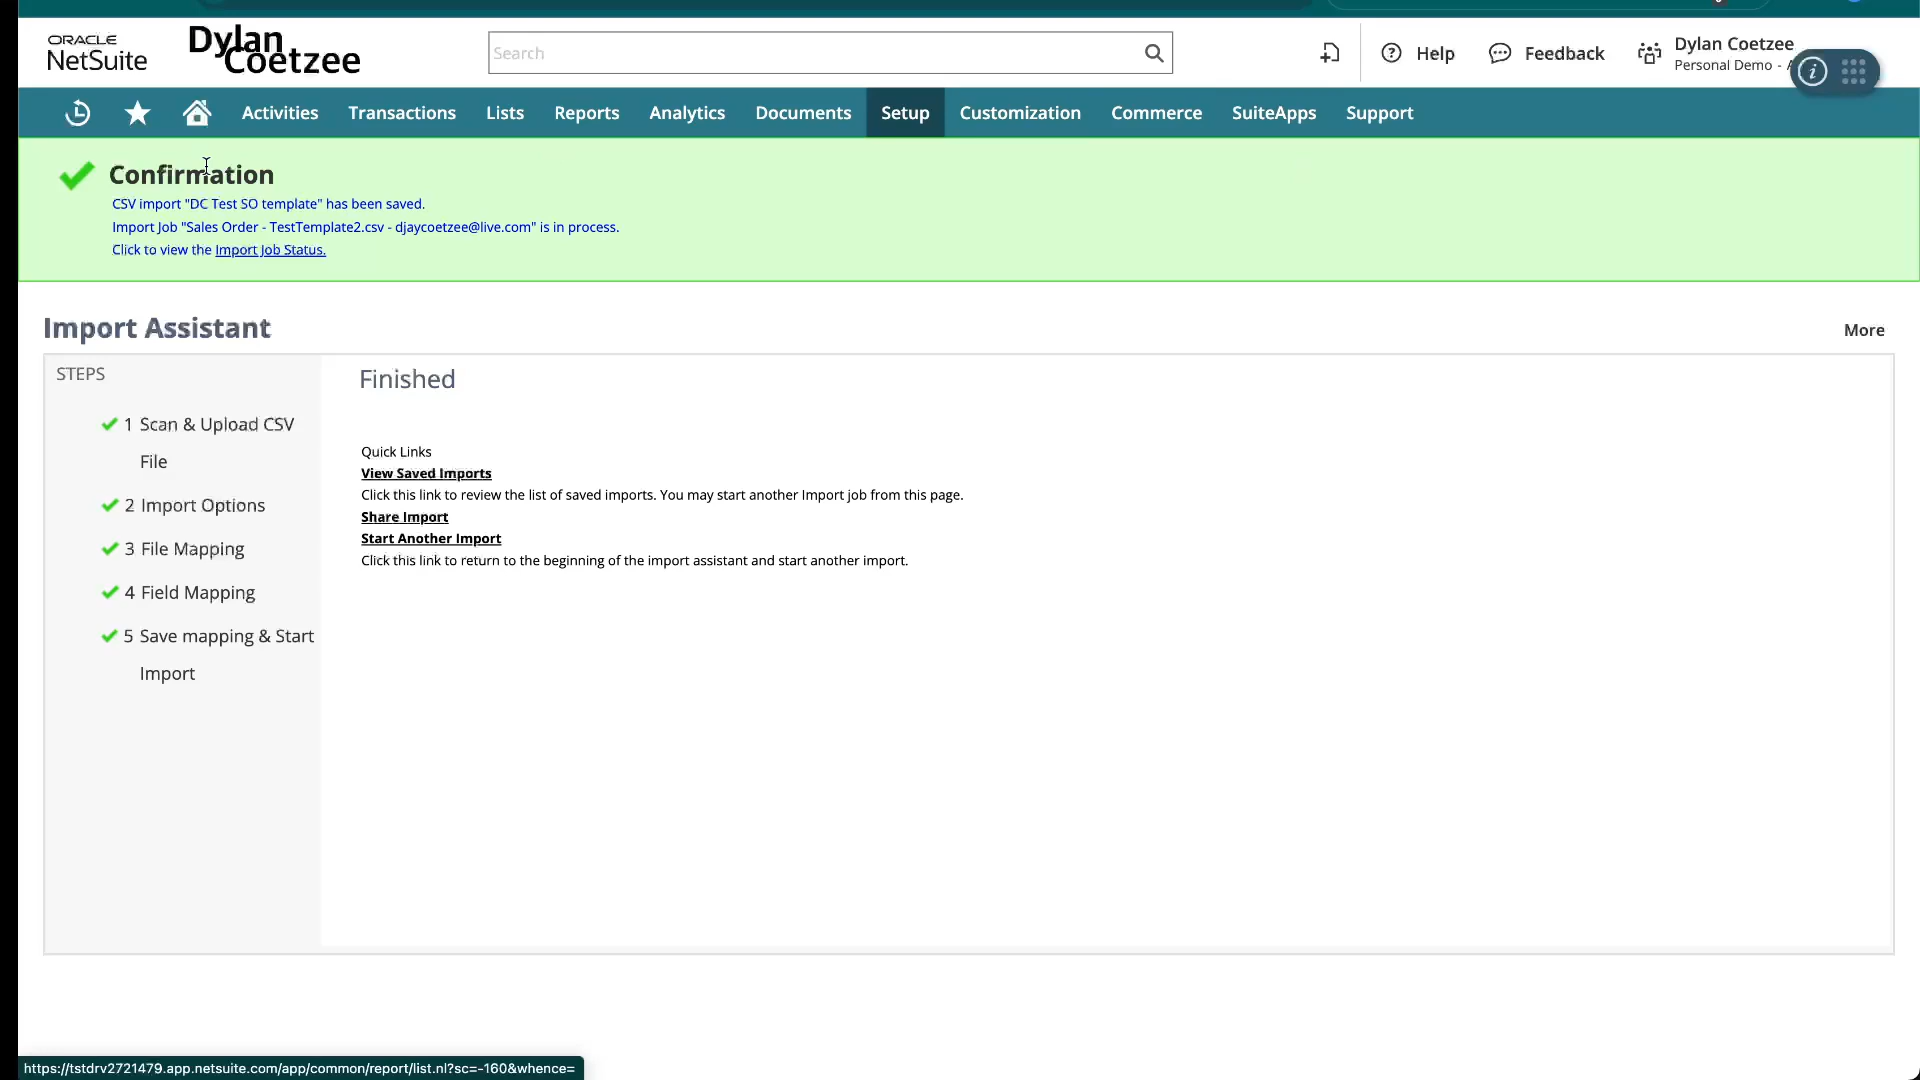 ORACLE
NetSuite
Dylan
Coetzee
Search
Help
Feedback
Dylan Coetzee
Personal Demo -
Activities
Transactions
Lists
Reports
Analytics
Documents
Setup
Customization
Commerce
SuiteApps
Support
Confirmation
CSV import "DC Test SO template" has been saved.
Import Job "Sales Order - TestTemplate2.csv - djaycoetzee@live.com" is in process.
Click to view the Import Job Status.
Import Assistant
More
STEPS
1 Scan & Upload CSV
File
2 Import Options
3 File Mapping
4 Field Mapping
5 Save mapping & Start
Import
Finished
Quick Links
View Saved Imports
Click this link to review the list of saved imports. You may start another Import job from this page.
Share Import
Start Another Import
Click this link to return to the beginning of the import assistant and start another import.
https://tstdrv2721479.app.netsuite.com/app/common/report/list.nl?sc=-160&whence=